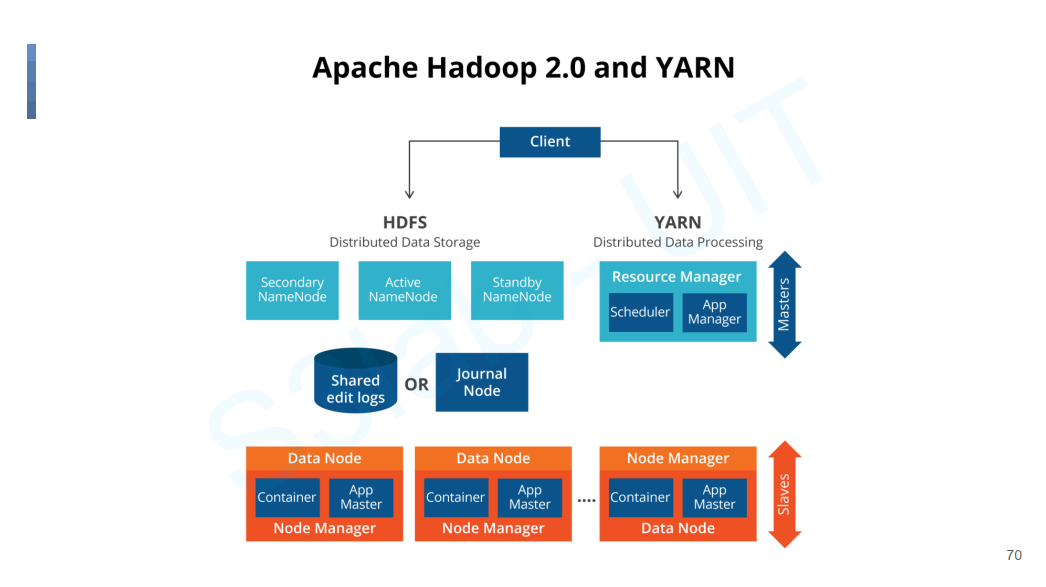 Apache Hadoop 2.0 and YARN
Client
HDFS
Distributed Data Storage
YARN
Distributed Data Processing
Secondary
NameNode
Active
NameNode
Standby
NameNode
Resource Manager
Scheduler
App
Manager
Masters
Shared
edit logs
OR
Journal
Node
Data Node
Container
App
Master
Node Manager
Data Node
Container
App
Master
Node Manager
....
Node Manager
Container
App
Master
Data Node
Slaves
S3lab - UIT
70